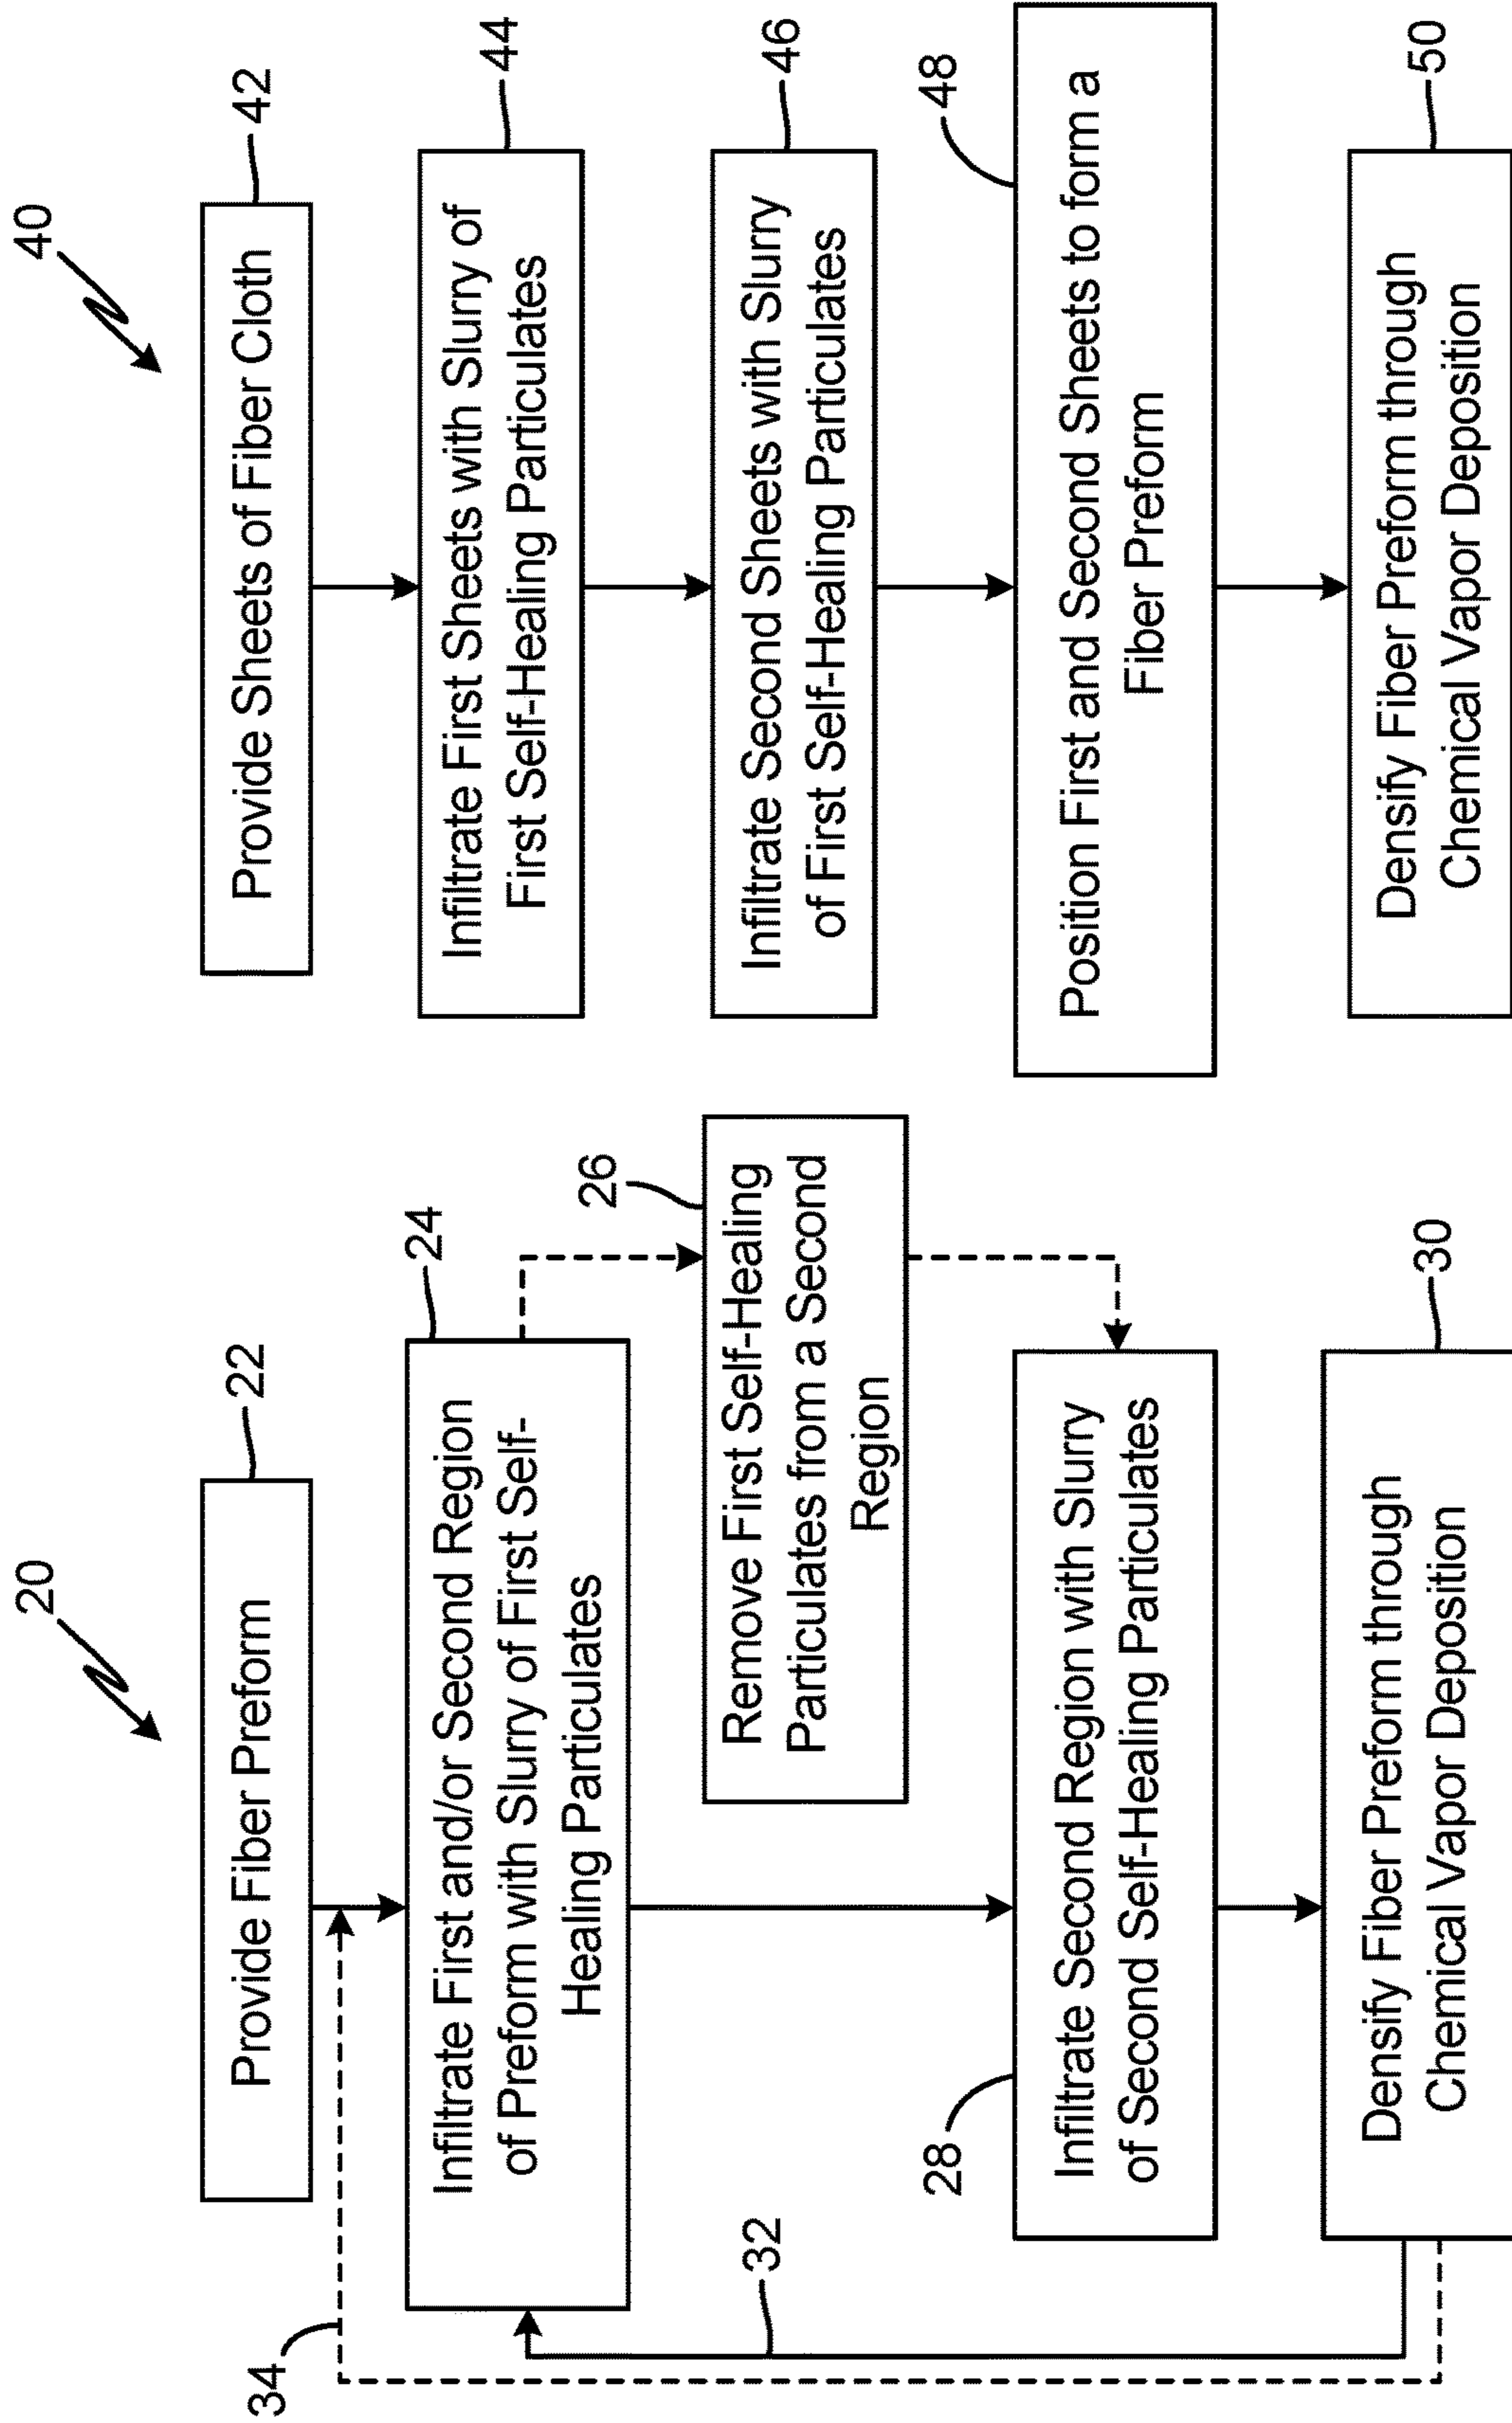 20
Provide Fiber Preform
22
Infiltrate First and/or Second Region
of Preform with Slurry of First Self-
Healing Particulates
24
Remove First Self-Healing
Particulates from a Second
Region
26
Infiltrate Second Region with Slurry
of Second Self-Healing Particulates
28
Densify Fiber Preform through
Chemical Vapor Deposition
30
32
34
40
Provide Sheets of Fiber Cloth
42
Infiltrate First Sheets with Slurry of
First Self-Healing Particulates
44
Infiltrate Second Sheets with Slurry
of First Self-Healing Particulates
46
Position First and Second Sheets to form a
Fiber Preform
48
Densify Fiber Preform through
Chemical Vapor Deposition
50